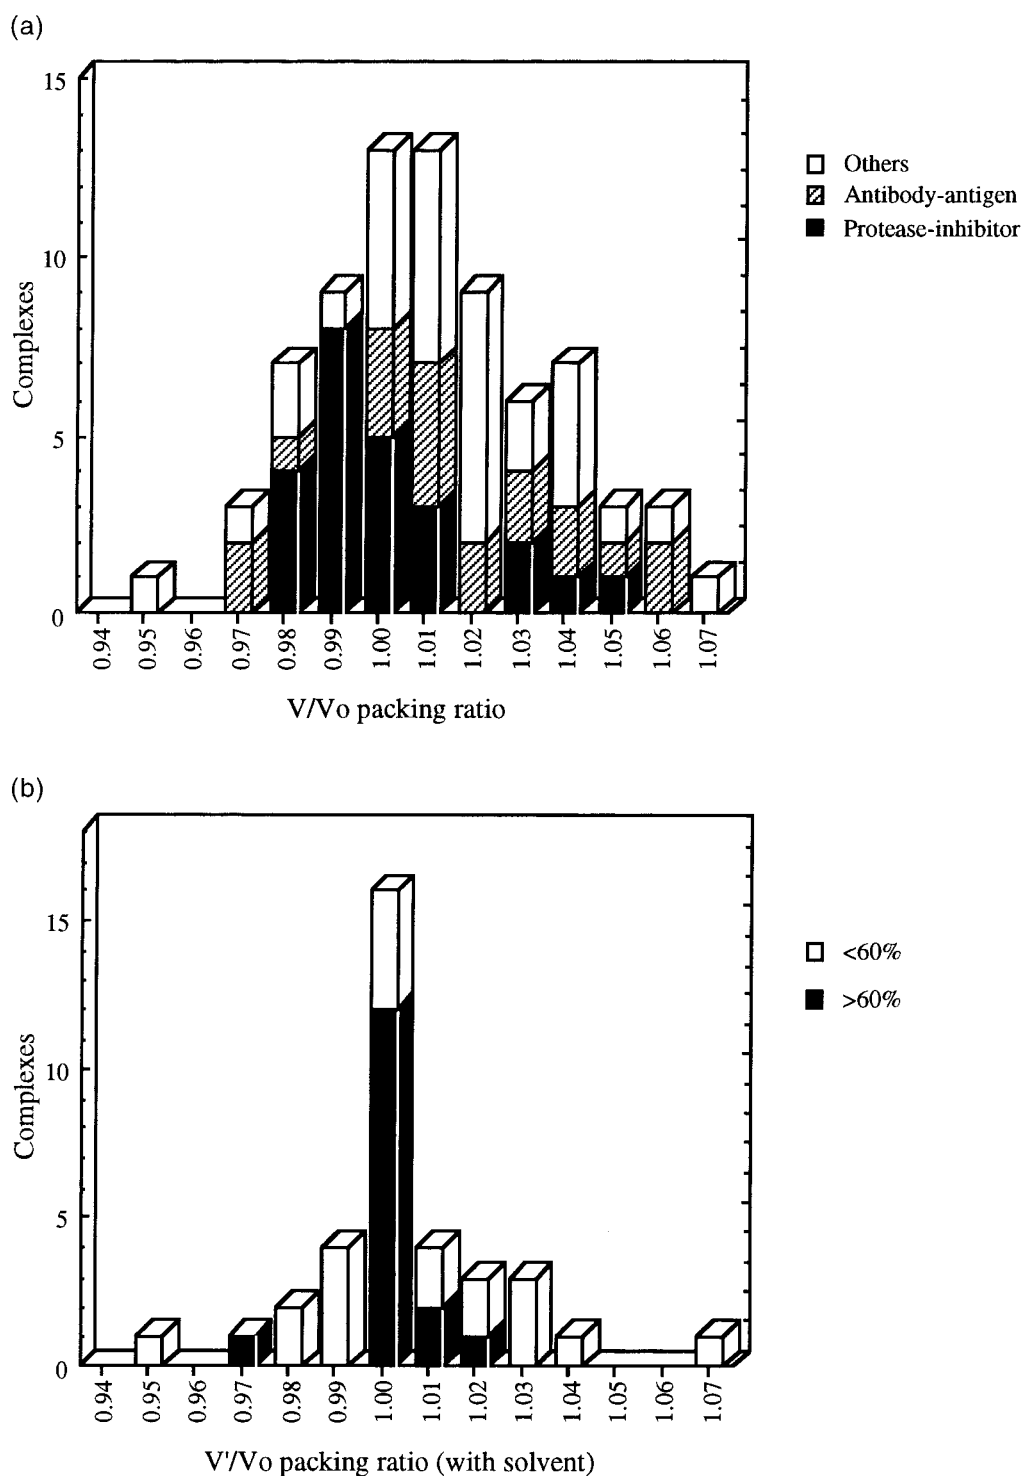 (a)
15
10
5
0
Complexes
Others
Antibody-antigen
Protease-inhibitor
0.94 0.95 0.96 0.97 0.98 0.99 1.00 1.01 1.02 1.03 1.04 1.05 1.06 1.07
V/Vo packing ratio
(b)
15
10
5
0
Complexes
<60%
>60%
0.94 0.95 0.96 0.97 0.98 0.99 1.00 1.01 1.02 1.03 1.04 1.05 1.06 1.07
V'/Vo packing ratio (with solvent)